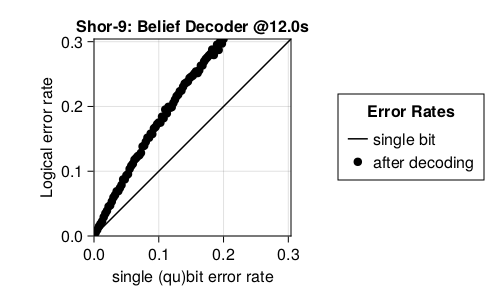 Shor-9: Belief Decoder @12.0s
Logical error rate
0.3
0.2
0.1
0.0
0.0 0.1 0.2 0.3
single (qu)bit error rate
Error Rates
single bit
after decoding